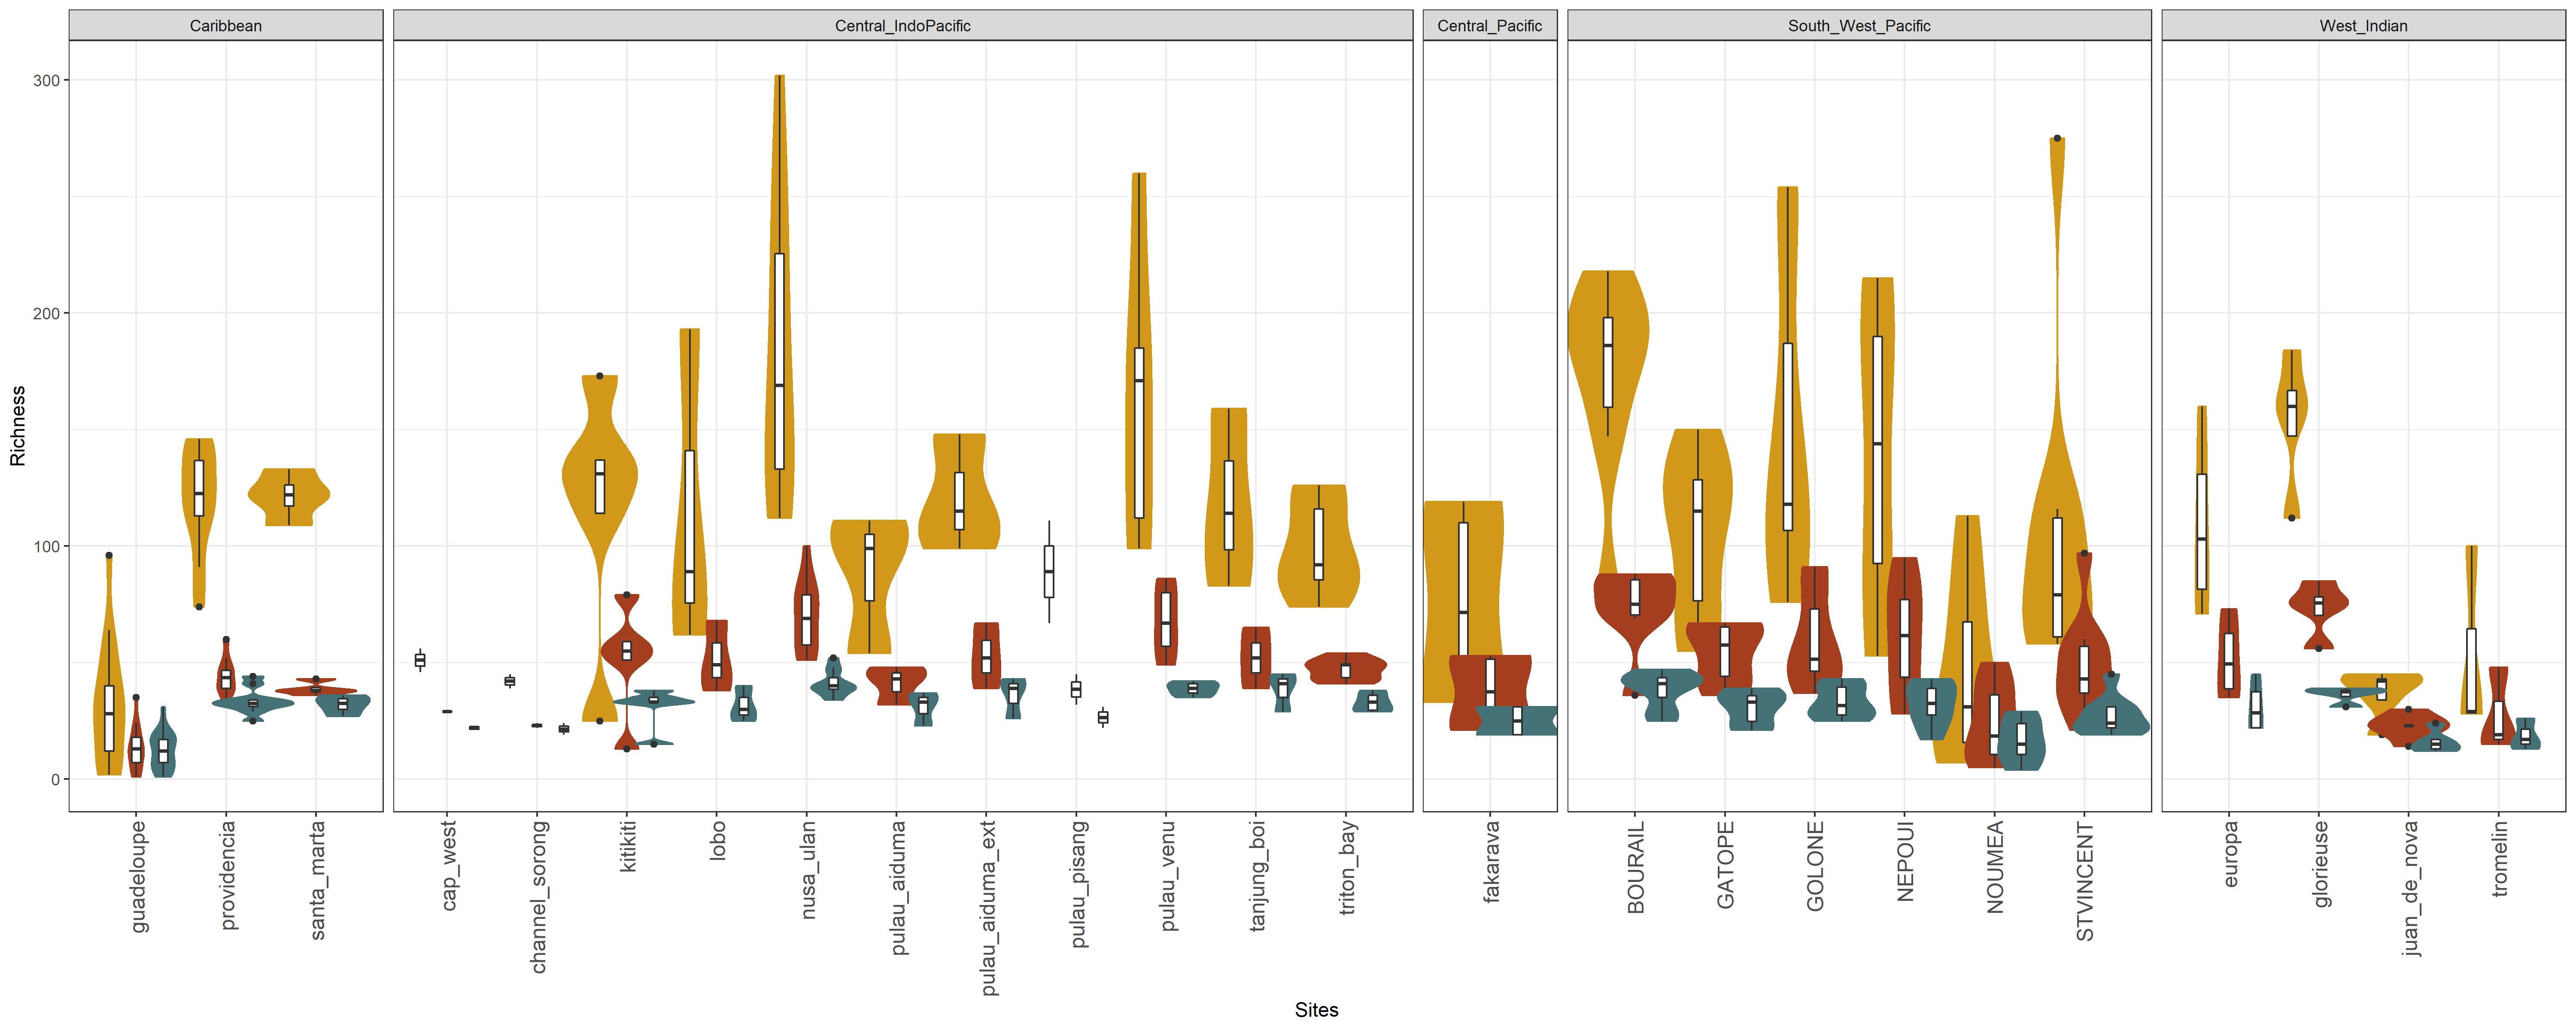 Caribbean
Central_IndoPacific
Central_Pacific
South_West_Pacific
West_Indian
Richness
300
200
100
0
guadeloupe
providencia
santa_marta
cap_west
channel_sorong
kitikiti
lobo
nusa_ulan
pulau_aiduma
pulau_aiduma_ext
pulau_pisang
pulau_venu
tanjung_boi
triton_bay
fakarava
BOURAIL
GATOPE
GOLONE
NEPOUI
NOUMEA
STVINCENT
europa
glorieuse
juan_de_nova
tromelin
Sites